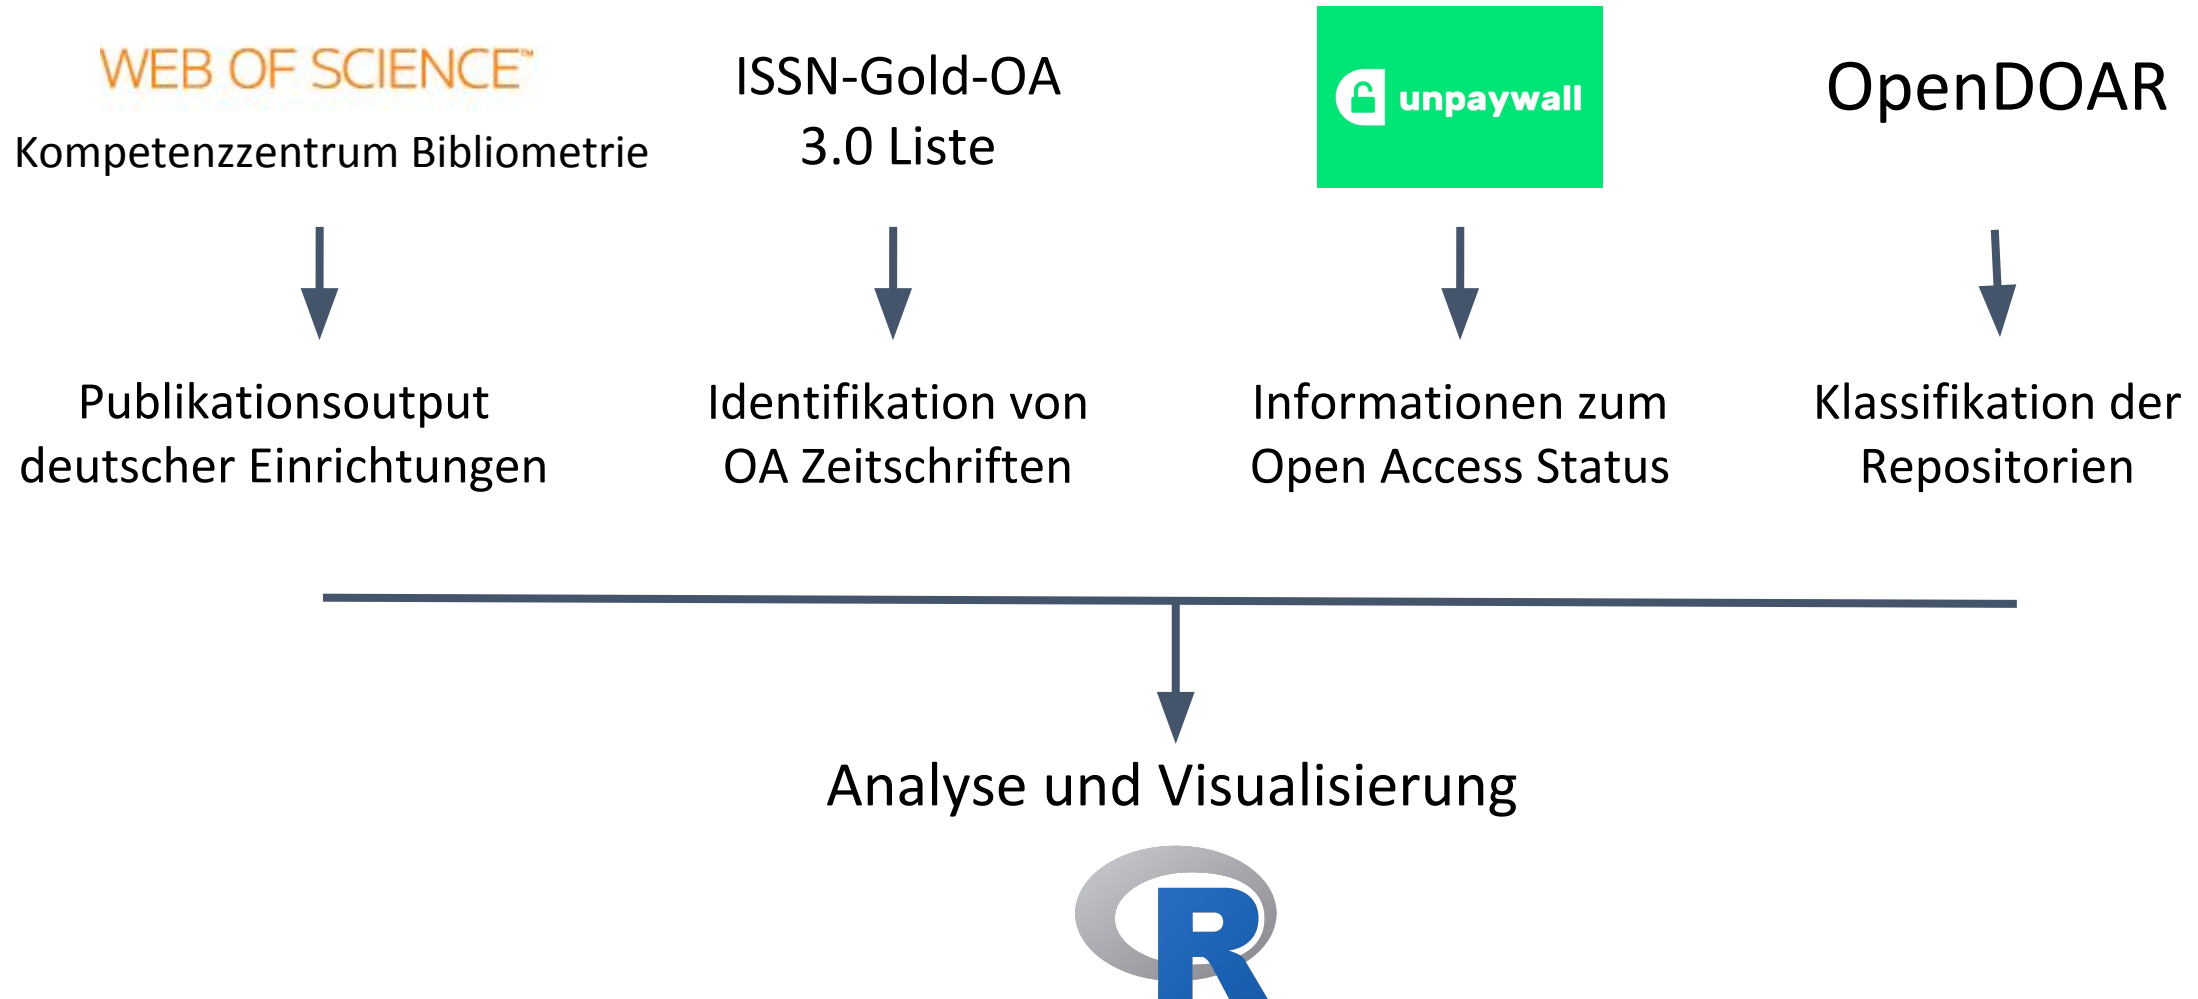 WEB OF SCIENCE™
Kompetenzzentrum Bibliometrie
ISSN-Gold-OA
3.0 Liste
unpaywall
OpenDOAR
Publikationsoutput
deutscher Einrichtungen
Identifikation von
OA Zeitschriften
Informationen zum
Open Access Status
Klassifikation der
Repositorien
Analyse und Visualisierung
R